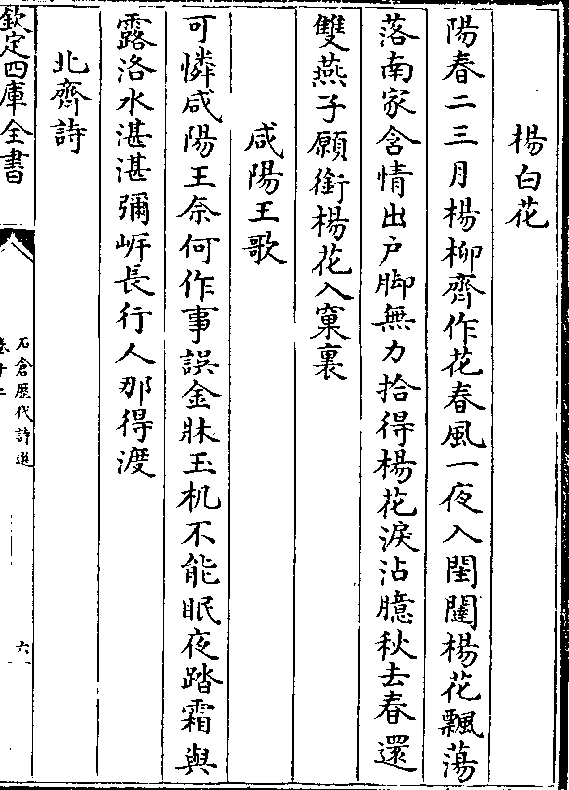 楊白花
陽春二三月楊柳齊作花春風一夜入閨闥楊花飄蕩
落南家含情出户脚無力拾得楊花淚沾臆秋去春還
雙燕子願銜楊花入窠裏
咸陽王歌
可憐咸陽王奈何作事誤金牀玉机不能眠夜踏霜與
露洛水湛湛彌岸長行人那得渡
北齊詩
欽定四庫全書
石倉歷代詩選
卷十二
六